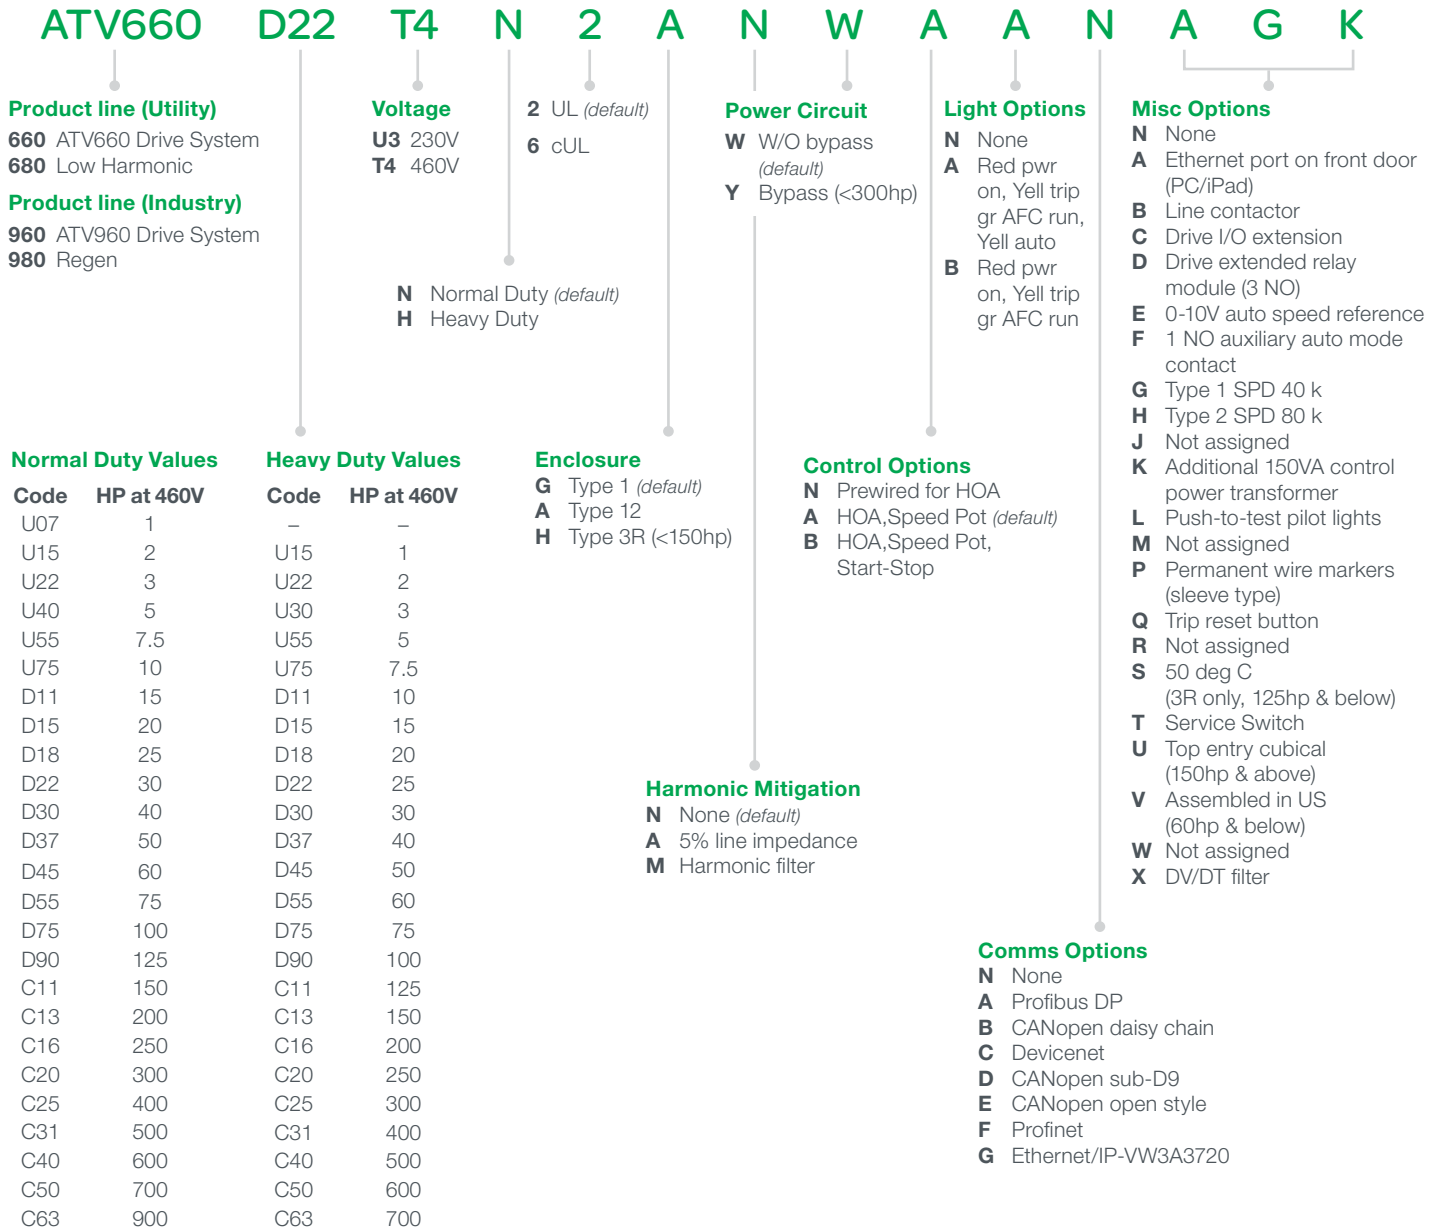 ATV660 D22 T4 N 2 A N W A A N A G K
Product line (Utility)
660 ATV660 Drive System
680 Low Harmonic
Product line (Industry)
960 ATV960 Drive System
980 Regen
Voltage
U3 230V
T4 460V
N Normal Duty (default)
H Heavy Duty
2 UL (default)
6 cUL
Power Circuit
W W/O bypass
(default)
Y Bypass (<300hp)
Light Options
N None
A Red pwr
on, Yell trip
gr AFC run,
Yell auto
B Red pwr
on, Yell trip
gr AFC run
Misc Options
N None
A Ethernet port on front door
(PC/iPad)
B Line contactor
C Drive I/O extension
D Drive extended relay
module (3 NO)
E 0-10V auto speed reference
F 1 NO auxiliary auto mode
contact
G Type 1 SPD 40 k
H Type 2 SPD 80 k
J Not assigned
K Additional 150VA control
power transformer
L Push-to-test pilot lights
M Not assigned
P Permanent wire markers
(sleeve type)
Q Trip reset button
R Not assigned
S 50 deg C
(3R only, 125hp & below)
T Service Switch
U Top entry cubical
(150hp & above)
V Assembled in US
(60hp & below)
W Not assigned
X DV/DT filter
Normal Duty Values Heavy Duty Values
Code HP at 460V Code HP at 460V
U07 1 – –
U15 2 U15 1
U22 3 U22 2
U40 5 U30 3
U55 7.5 U55 5
U75 10 U75 7.5
D11 15 D11 10
D15 20 D15 15
D18 25 D18 20
D22 30 D22 25
D30 40 D30 30
D37 50 D37 40
D45 60 D45 50
D55 75 D55 60
D75 100 D75 75
D90 125 D90 100
C11 150 C11 125
C13 200 C13 150
C16 250 C16 200
C20 300 C20 250
C25 400 C25 300
C31 500 C31 400
C40 600 C40 500
C50 700 C50 600
C63 900 C63 700
Enclosure
G Type 1 (default)
A Type 12
H Type 3R (<150hp)
Control Options
N Prewired for HOA
A HOA,Speed Pot (default)
B HOA,Speed Pot,
Start-Stop
Harmonic Mitigation
N None (default)
A 5% line impedance
M Harmonic filter
Comms Options
N None
A Profibus DP
B CANopen daisy chain
C Devicenet
D CANopen sub-D9
E CANopen open style
F Profinet
G Ethernet/IP-VW3A3720